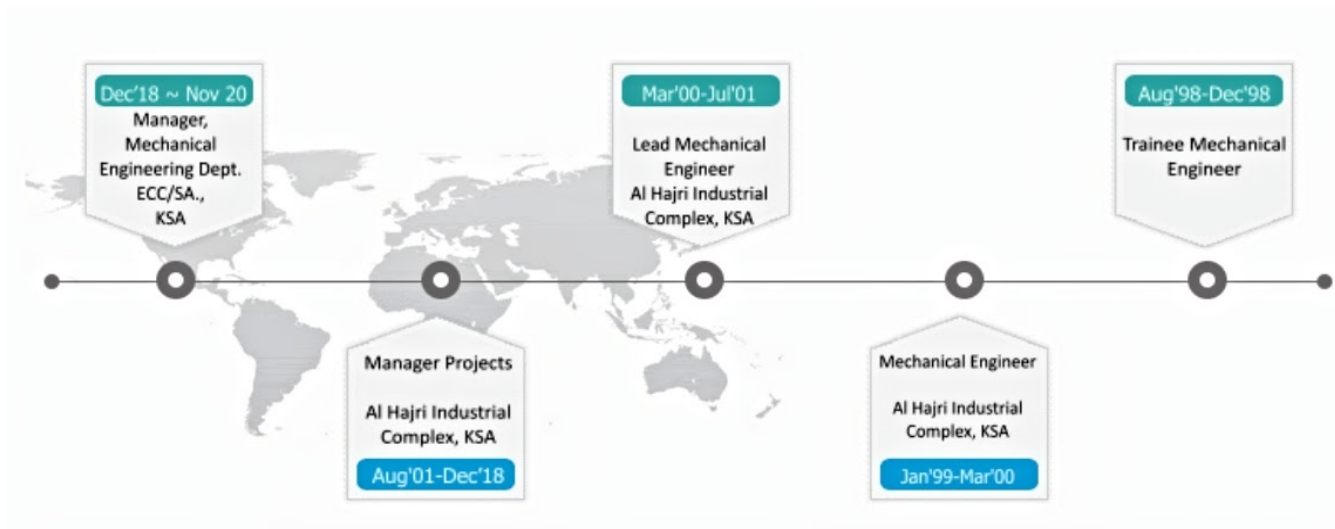 Dec'18 ~ Nov 20
Manager,
Mechanical
Engineering Dept.
ECC/SA.,
KSA
Manager Projects
Al Hajri Industrial
Complex, KSA
Aug'01-Dec'18
Mar'00-Jul'01
Lead Mechanical
Engineer
Al Hajri Industrial
Complex, KSA
Mechanical Engineer
Al Hajri Industrial
Complex, KSA
Jan'99-Mar'00
Aug'98-Dec'98
Trainee Mechanical
Engineer